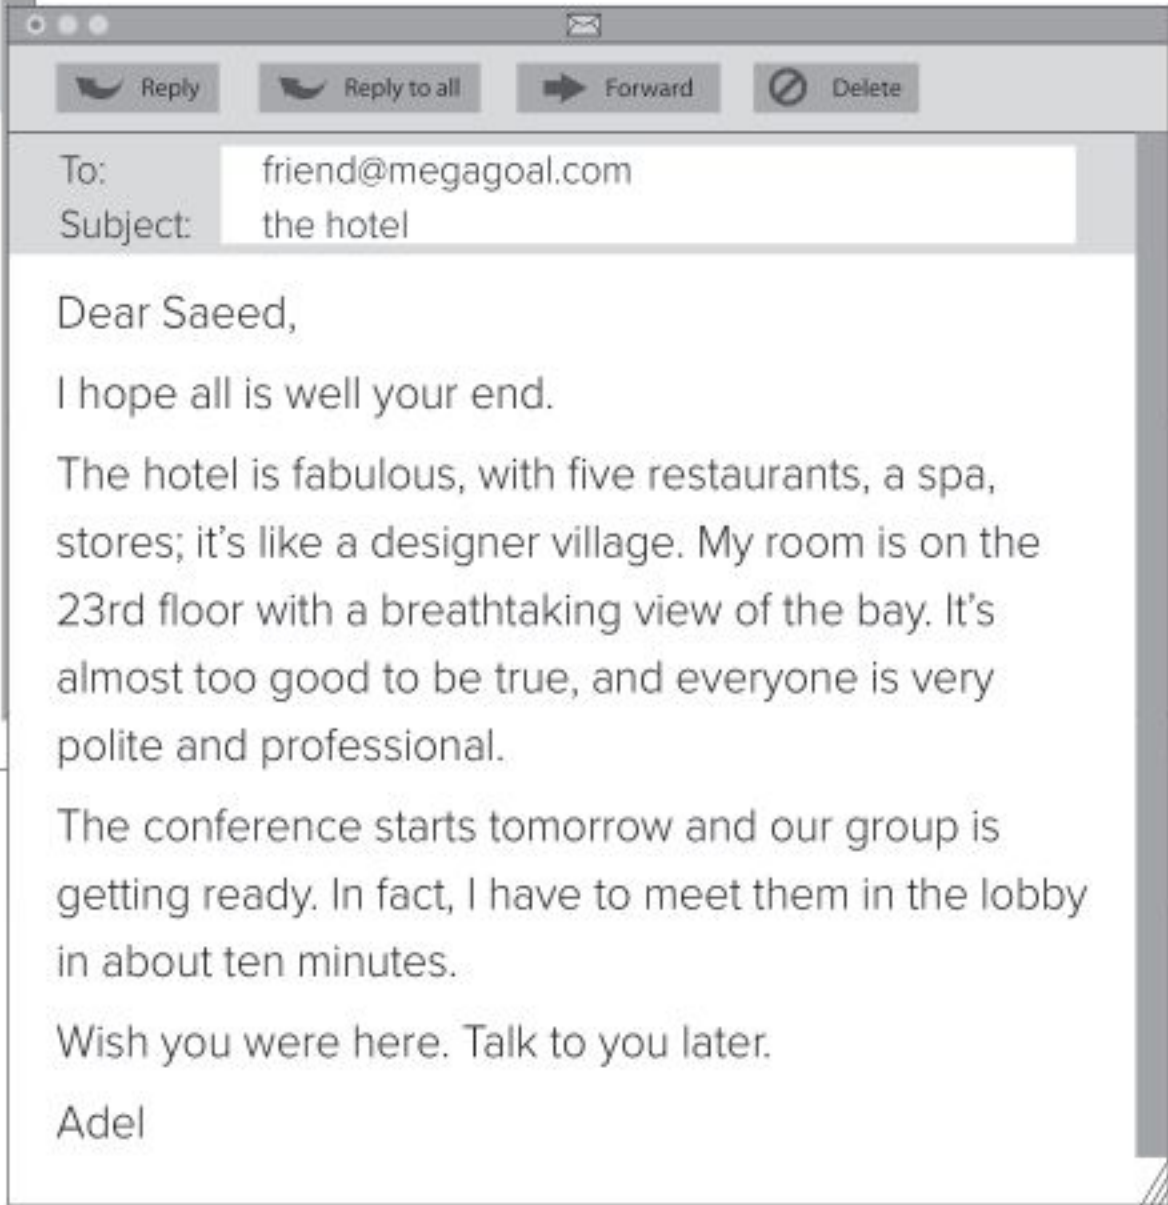 Reply Reply to all Forward Delete
To: friend@megagoal.com
Subject: the hotel
Dear Saeed,
I hope all is well your end.
The hotel is fabulous, with five restaurants, a spa,
stores; it's like a designer village. My room is on the
23rd floor with a breathtaking view of the bay. It's
almost too good to be true, and everyone is very
polite and professional.
The conference starts tomorrow and our group is
getting ready. In fact, I have to meet them in the lobby
in about ten minutes.
Wish you were here. Talk to you later.
Adel